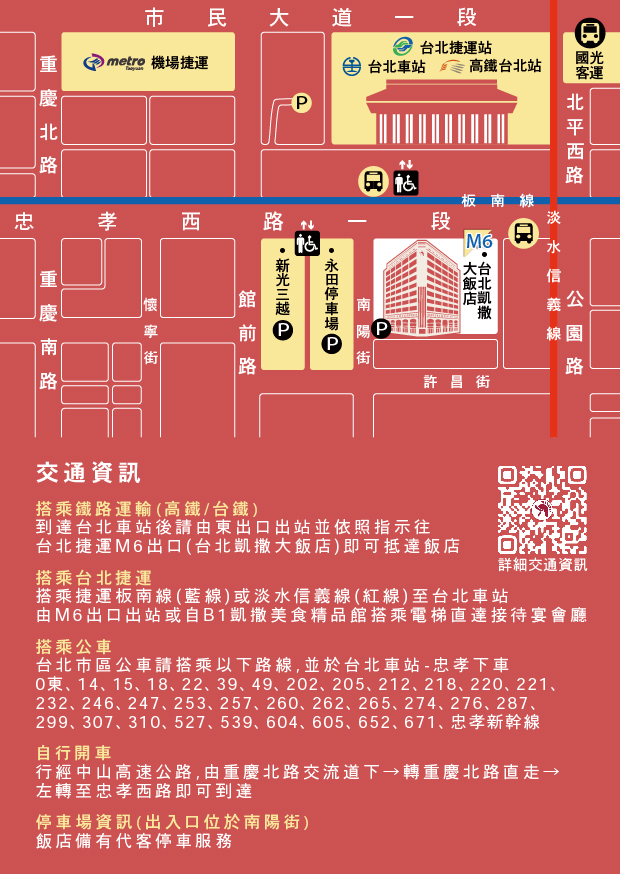 市民大道一段
metro
Taoyuan
機場捷運
台北捷運站
台北車站
高鐵台北站
國光
客運
重慶北路
北平西路
P
板南線
忠孝西路一段
淡水信義線
M6
台北凱撒
大飯店
新光三越
P
永田停車場
P
南陽街
P
重慶南路
懷寧街
館前路
公園路
許昌街
交通資訊
搭乘鐵路運輸(高鐵/台鐵)
到達台北車站後請由東出口出站並依照指示往
台北捷運M6出口(台北凱撒大飯店)即可抵達飯店
詳細交通資訊
搭乘台北捷運
搭乘捷運板南線(藍線)或淡水信義線(紅線)至台北車站
由M6出口出站或自B1凱撒美食精品館搭乘電梯直達接待宴會廳
搭乘公車
台北市區公車請搭乘以下路線,並於台北車站-忠孝下車
0東、14、15、18、22、39、49、202、205、212、218、220、221、
232、246、247、253、257、260、262、265、274、276、287、
299、307、310、527、539、604、605、652、671、忠孝新幹線
自行開車
行經中山高速公路,由重慶北路交流道下→轉重慶北路直走→
左轉至忠孝西路即可到達
停車場資訊(出入口位於南陽街)
飯店備有代客停車服務